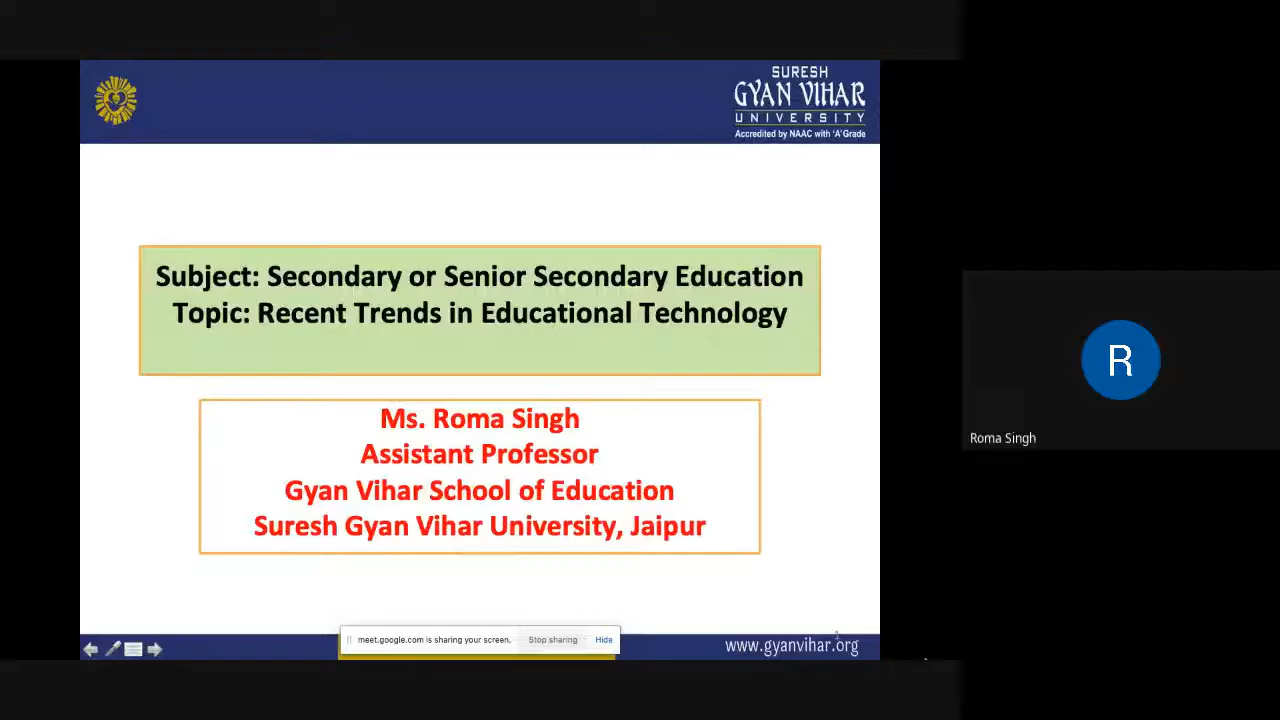 SURESH
GYAN VIHAR
UNIVERSITY
Accredited by NAAC with 'A' Grade
Subject: Secondary or Senior Secondary Education
Topic: Recent Trends in Educational Technology
Ms. Roma Singh
Assistant Professor
Gyan Vihar School of Education
Suresh Gyan Vihar University, Jaipur
R
Roma Singh
meet.google.com is sharing your screen. Stop sharing Hide
1
www.gyanvihar.org